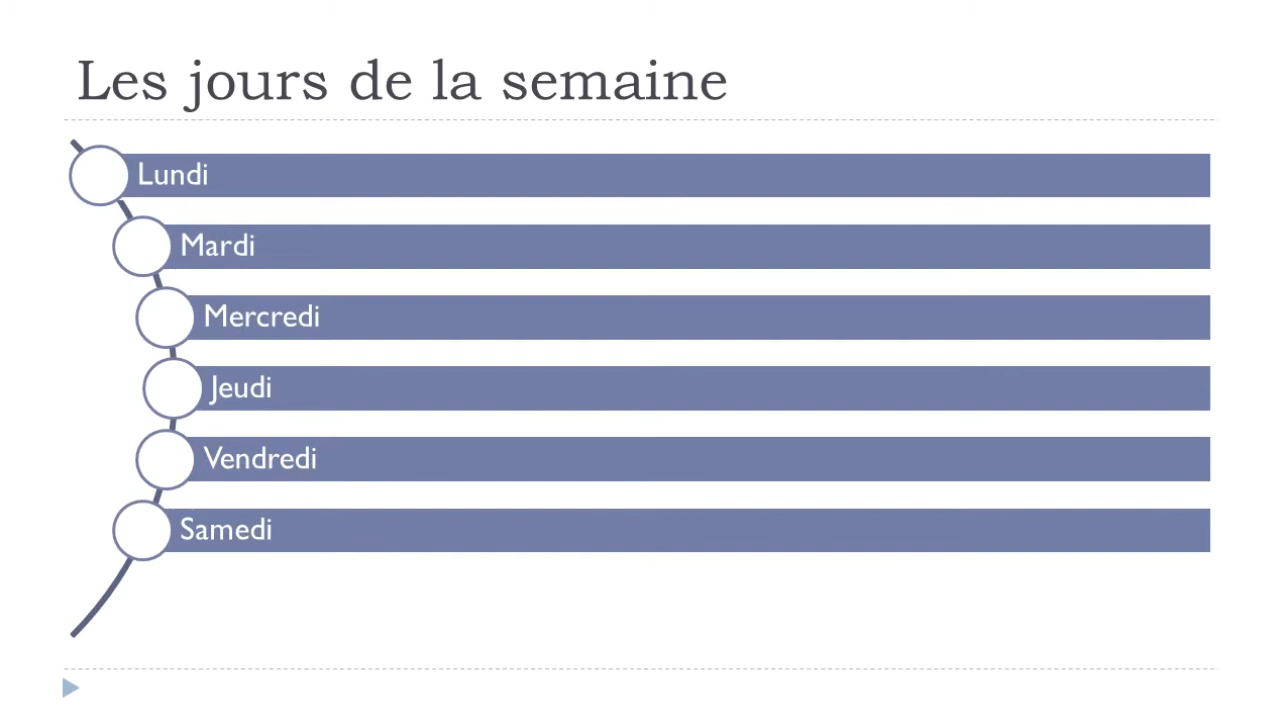 Les jours de la semaine
Lundi
Mardi
Mercredi
Jeudi
Vendredi
Samedi